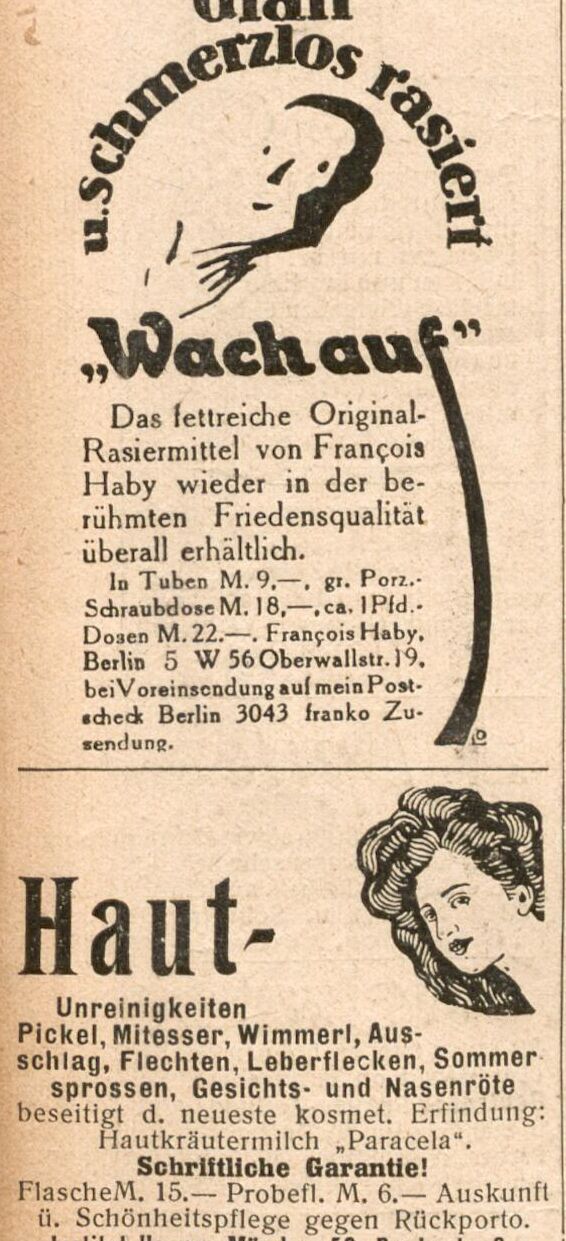 u. schmerzlos rasiert
„Wach auf”
Das fettreiche Original-
Rasiermittel von François
Haby wieder in der be-
rühmten Friedensqualität
überall erhältlich.
In Tuben M. 9,—, gr. Porz.-
Schraubdose M. 18,—, ca. 1 Pfd.-
Dosen M. 22.—. François Haby,
Berlin 5 W 56 Oberwallstr. 19,
bei Voreinsendung auf mein Post-
scheck Berlin 3043 franko Zu-
sendung.
Haut-
Unreinigkeiten
Pickel, Mitesser, Wimmerl, Aus-
schlag, Flechten, Leberflecken, Sommer
sprossen, Gesichts- und Nasenröte
beseitigt d. neueste kosmet. Erfindung:
Hautkräutermilch „Paracela“.
Schriftliche Garantie!
Flasche M. 15.— Probefl. M. 6.— Auskunft
ü. Schönheitspflege gegen Rückporto.